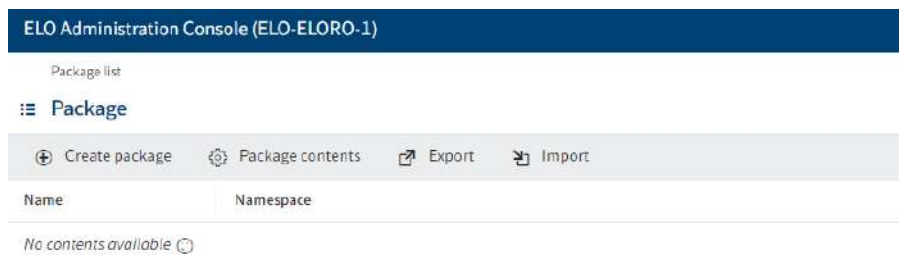 ELO Administration Console (ELO-ELORO-1)
Package list
Package
Create package Package contents Export Import
Name Namespace
No contents available